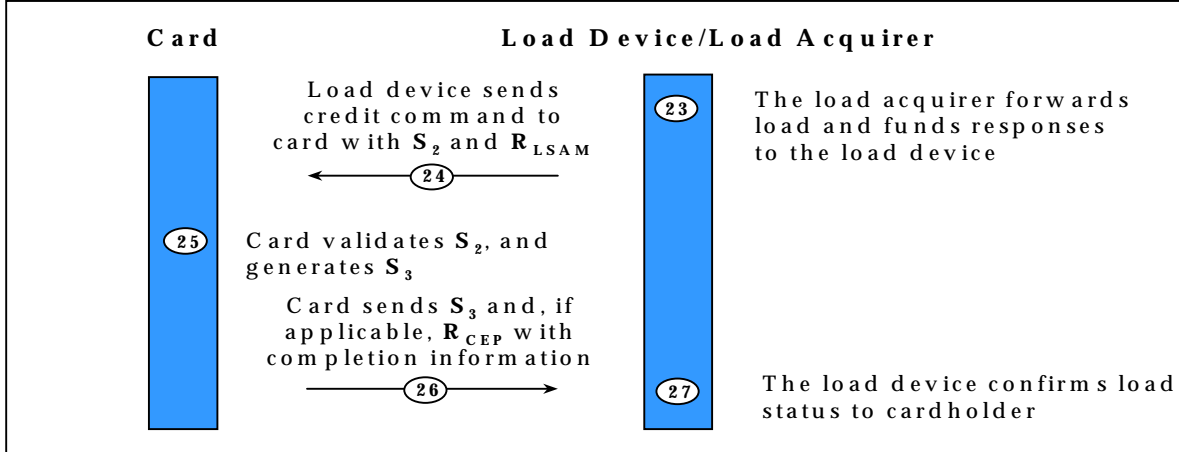 Card
Load Device/Load Acquirer
Load device sends
credit command to
card with S2 and RLSAM
24
23
The load acquirer forwards
load and funds responses
to the load device
25
Card validates S2, and
generates S3
Card sends S3 and, if
applicable, RCEP with
completion information
26
27
The load device confirms load
status to cardholder